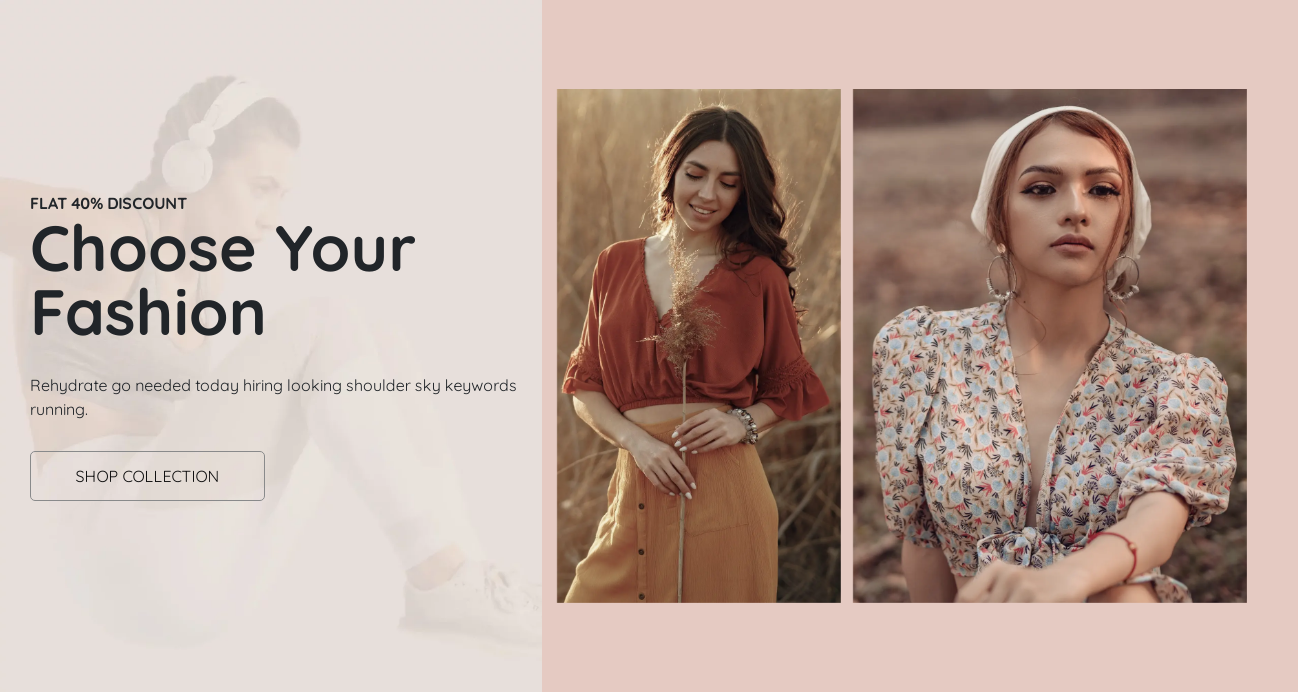 FLAT 40% DISCOUNT
Choose Your
Fashion
Rehydrate go needed today hiring looking shoulder sky keywords
running.
SHOP COLLECTION